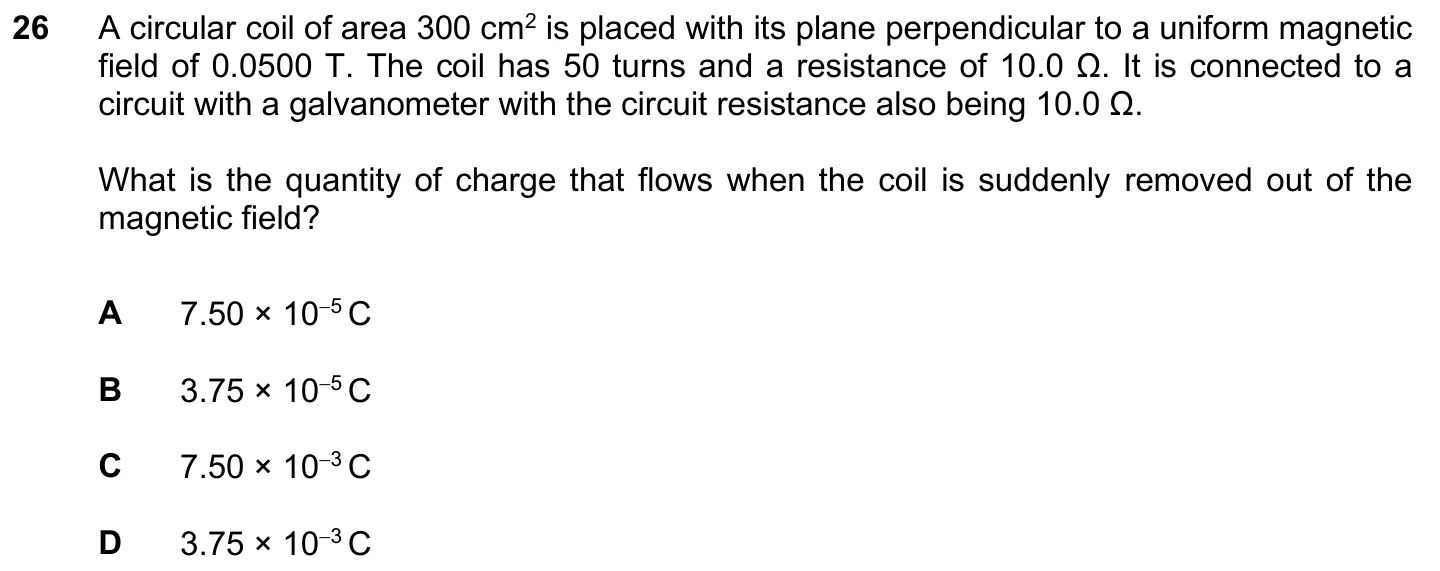 26 A circular coil of area 300 cm² is placed with its plane perpendicular to a uniform magnetic
field of 0.0500 T. The coil has 50 turns and a resistance of 10.0 Ω. It is connected to a
circuit with a galvanometer with the circuit resistance also being 10.0 Ω.
What is the quantity of charge that flows when the coil is suddenly removed out of the
magnetic field?
A 7.50 × 10⁻⁵ C
B 3.75 × 10⁻⁵ C
C 7.50 × 10⁻³ C
D 3.75 × 10⁻³ C